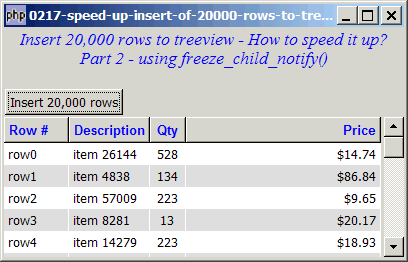 php 0217-speed-up-insert-of-20000-rows-to-tre...
Insert 20,000 rows to treeview - How to speed it up?
Part 2 - using freeze_child_notify()
Insert 20,000 rows
Row # Description Qty Price
row0 item 26144 528 $14.74
row1 item 4838 134 $86.84
row2 item 57009 223 $9.65
row3 item 8281 13 $20.17
row4 item 14279 223 $18.93